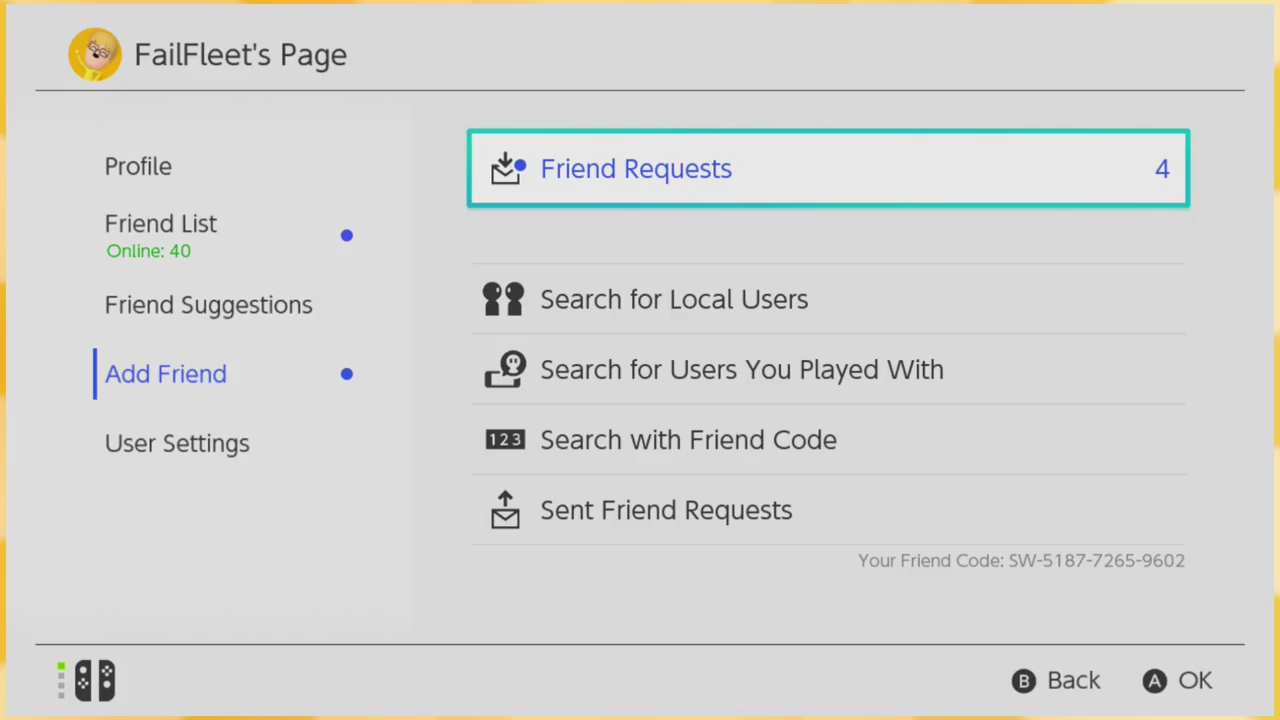 FailFleet's Page
Profile
Friend List
Online: 40
Friend Suggestions
Add Friend
User Settings
Friend Requests 4
Search for Local Users
Search for Users You Played With
123 Search with Friend Code
Sent Friend Requests
Your Friend Code: SW-5187-7265-9602
B Back A OK